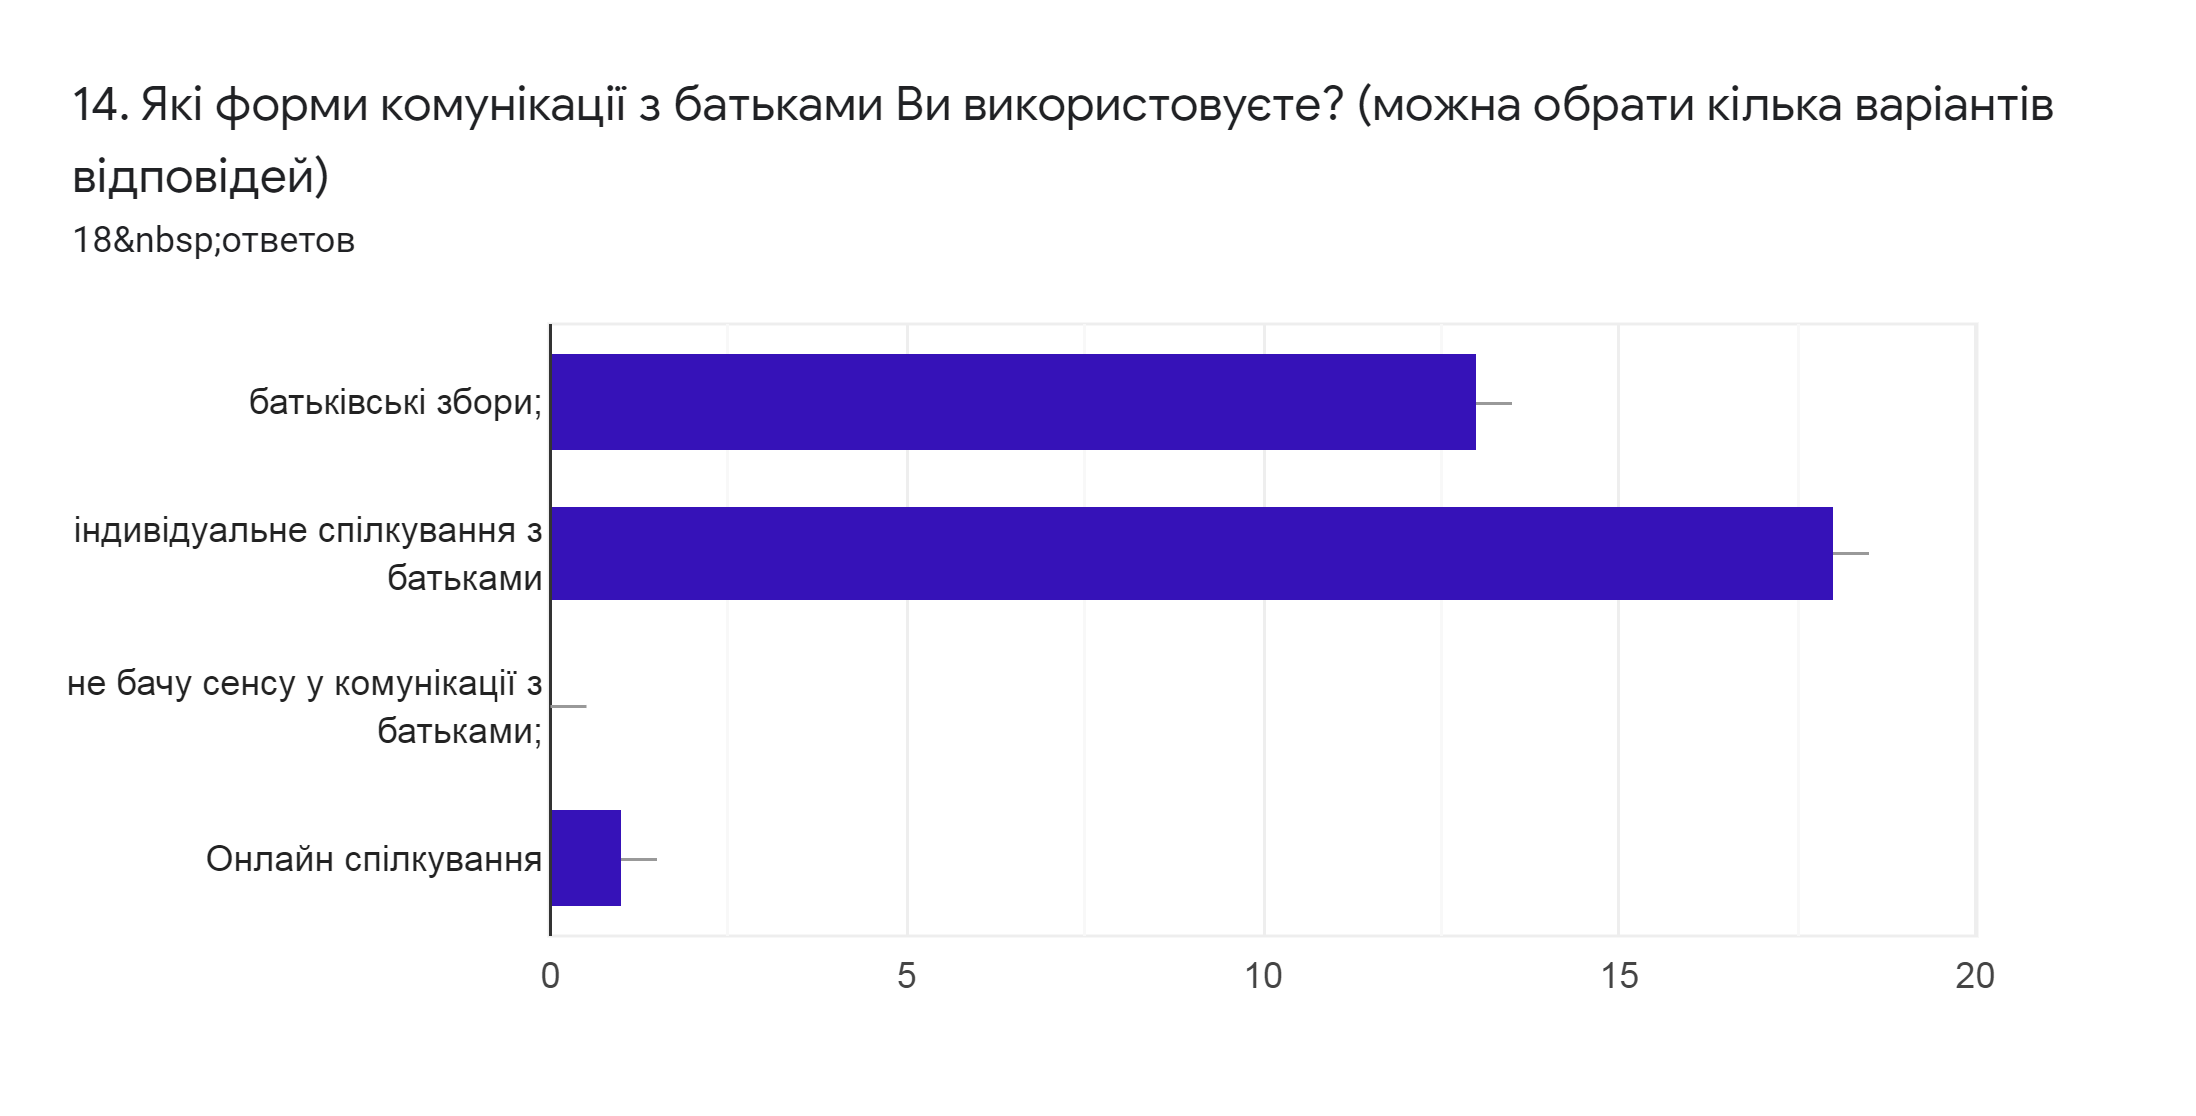 14. Які форми комунікації з батьками Ви використовуєте? (можна обрати кілька варіантів
відповідей)
18&nbsp;ответов
батьківські збори;
індивідуальне спілкування з
батьками
не бачу сенсу у комунікації з
батьками;
Онлайн спілкування
0 5 10 15 20